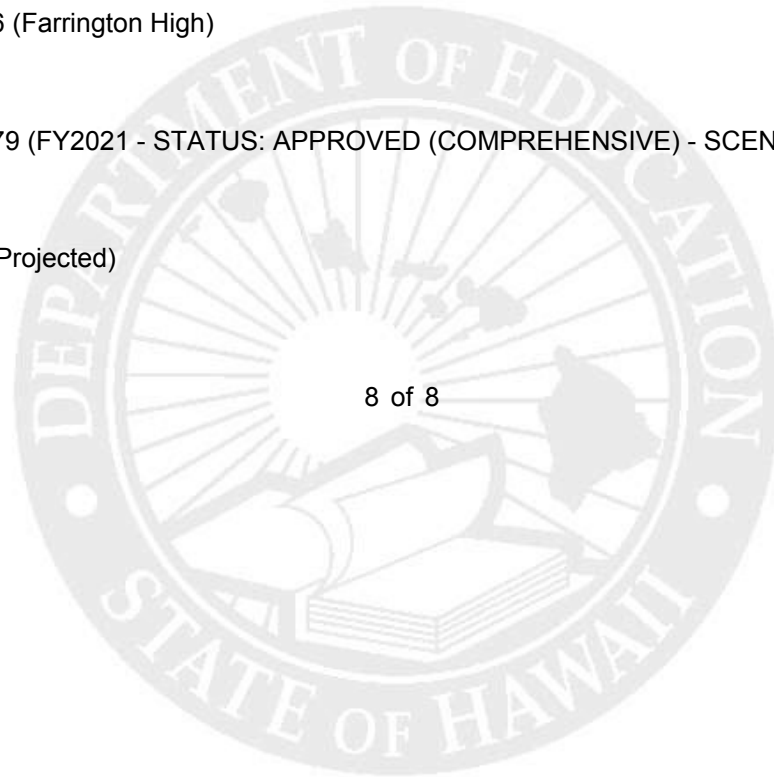 6 (Farrington High)
79 (FY2021 - STATUS: APPROVED (COMPREHENSIVE) - SCEN
Projected)
8 of 8
DEPARTMENT OF EDUCATION
STATE OF HAWAII